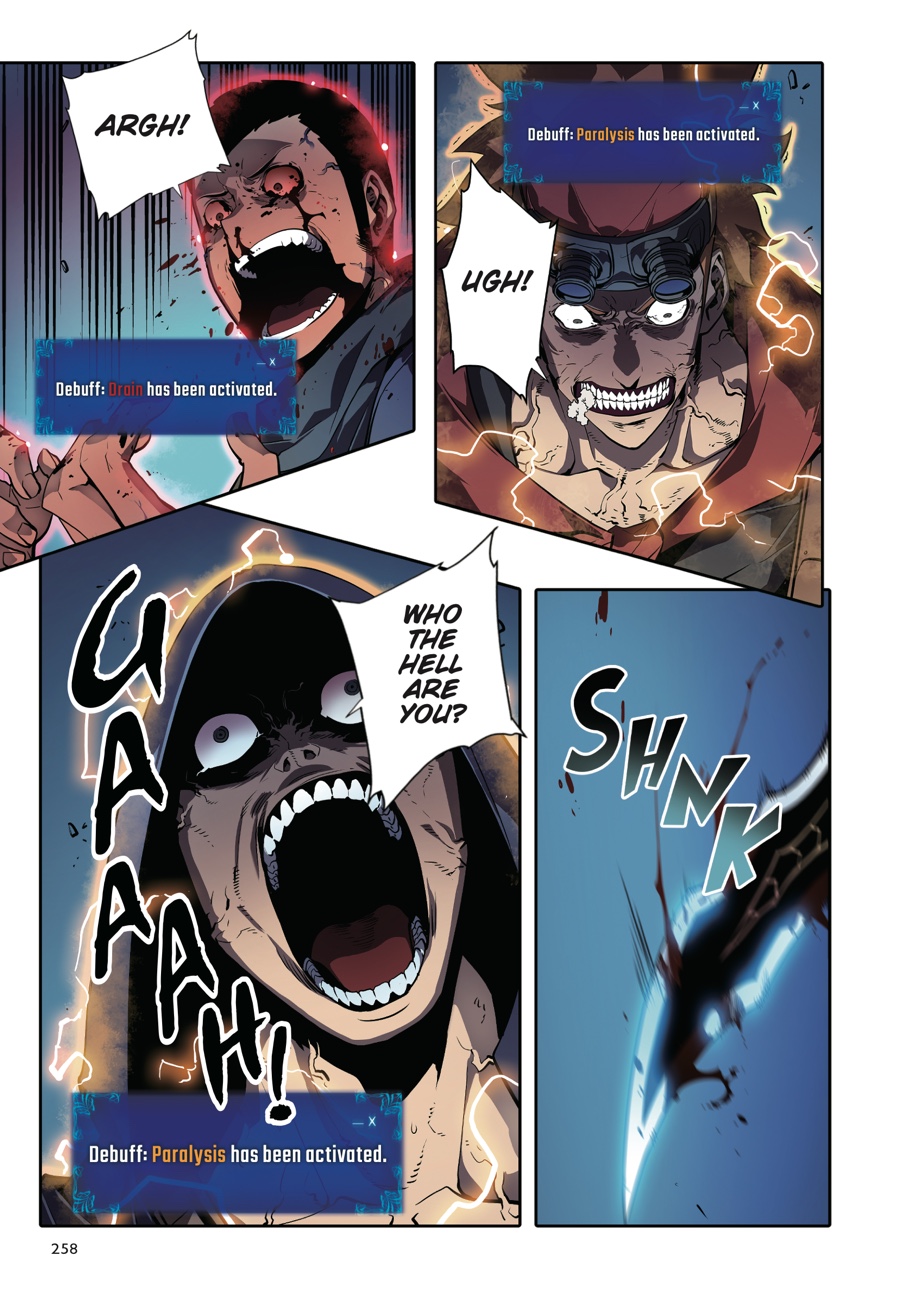 ARGH!
_ X
Debuff: Drain has been activated.
_ X
Debuff: Paralysis has been activated.
UGH!
WHO
THE
HELL
ARE
YOU?
GAAAAH!
_ X
Debuff: Paralysis has been activated.
SHNK
258